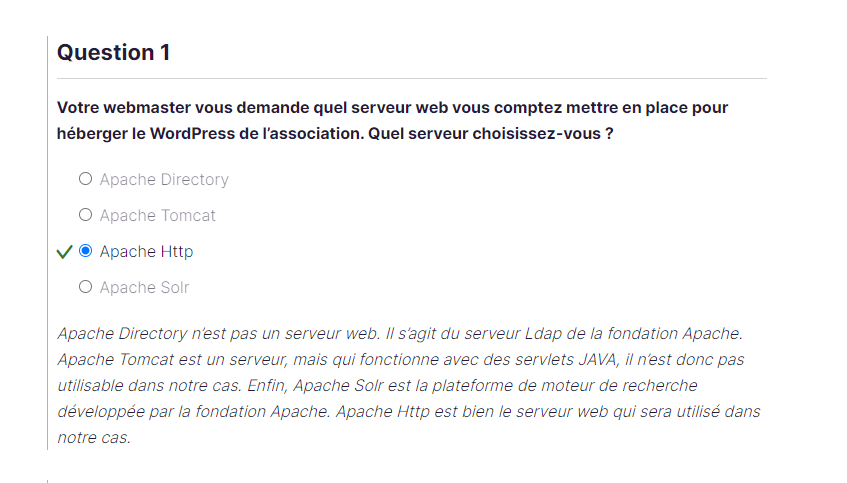 Question 1
Votre webmaster vous demande quel serveur web vous comptez mettre en place pour
héberger le WordPress de l’association. Quel serveur choisissez-vous ?
Apache Directory
Apache Tomcat
Apache Http
Apache Solr
Apache Directory n’est pas un serveur web. Il s’agit du serveur Ldap de la fondation Apache.
Apache Tomcat est un serveur, mais qui fonctionne avec des servlets JAVA, il n’est donc pas
utilisable dans notre cas. Enfin, Apache Solr est la plateforme de moteur de recherche
développée par la fondation Apache. Apache Http est bien le serveur web qui sera utilisé dans
notre cas.